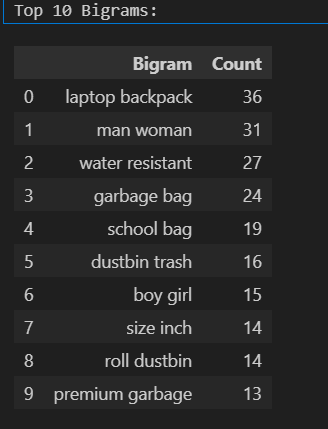 Top 10 Bigrams:
Bigram Count
0 laptop backpack 36
1 man woman 31
2 water resistant 27
3 garbage bag 24
4 school bag 19
5 dustbin trash 16
6 boy girl 15
7 size inch 14
8 roll dustbin 14
9 premium garbage 13